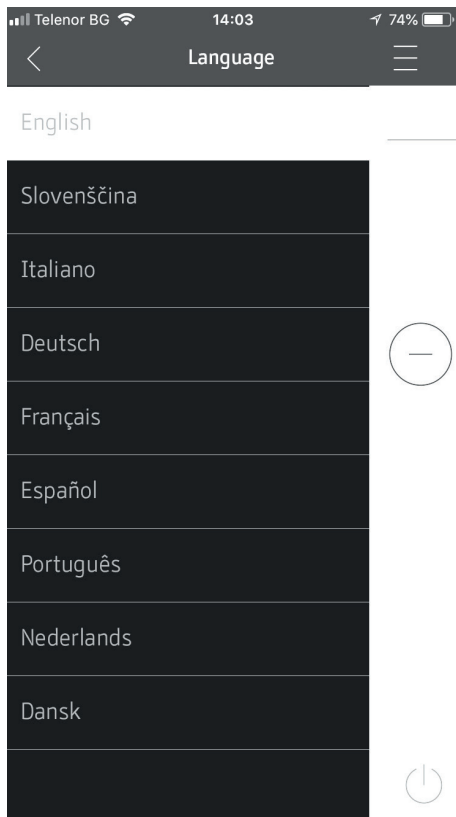 Telenor BG 14:03 74%
Language
English
Slovenščina
Italiano
Deutsch
Français
Español
Português
Nederlands
Dansk